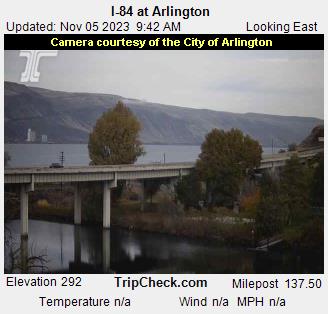 I-84 at Arlington
Updated: Nov 05 2023 9:42 AM Looking East
Camera courtesy of the City of Arlington
Elevation 292 TripCheck.com Milepost 137.50
Temperature n/a Wind n/a MPH n/a